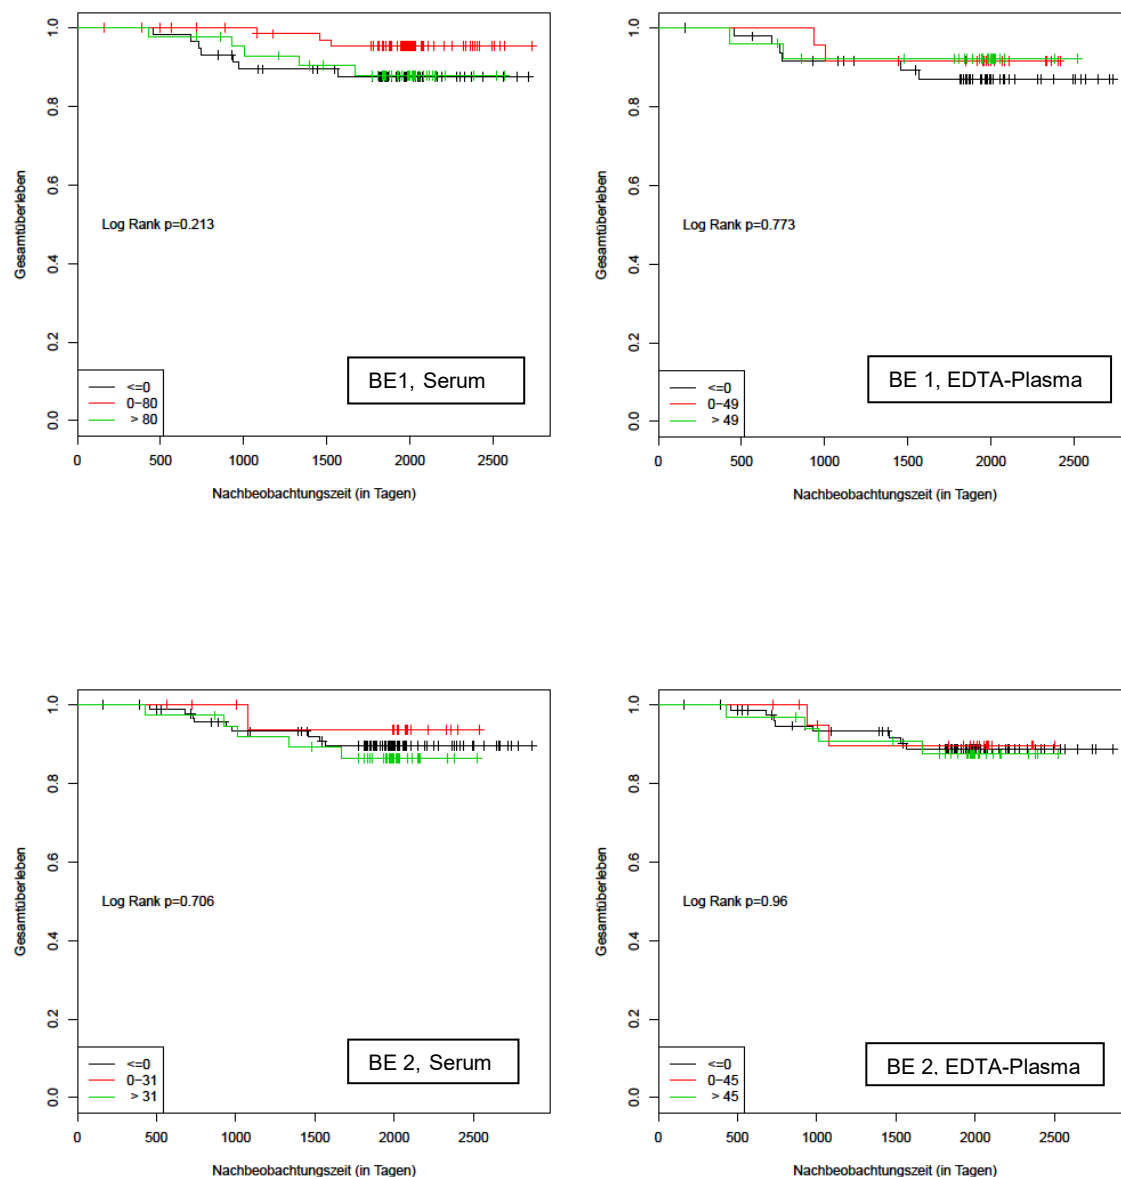 1.0
0.8
0.6
0.4
0.2
0.0
Gesamtüberleben
Log Rank p=0.213
BE1, Serum
<=0
0−80
> 80
0 500 1000 1500 2000 2500
Nachbeobachtungszeit (in Tagen)
1.0
0.8
0.6
0.4
0.2
0.0
Gesamtüberleben
Log Rank p=0.773
BE 1, EDTA-Plasma
<=0
0−49
> 49
0 500 1000 1500 2000 2500
Nachbeobachtungszeit (in Tagen)
1.0
0.8
0.6
0.4
0.2
0.0
Gesamtüberleben
Log Rank p=0.706
BE 2, Serum
<=0
0−31
> 31
0 500 1000 1500 2000 2500
Nachbeobachtungszeit (in Tagen)
1.0
0.8
0.6
0.4
0.2
0.0
Gesamtüberleben
Log Rank p=0.96
BE 2, EDTA-Plasma
<=0
0−45
> 45
0 500 1000 1500 2000 2500
Nachbeobachtungszeit (in Tagen)